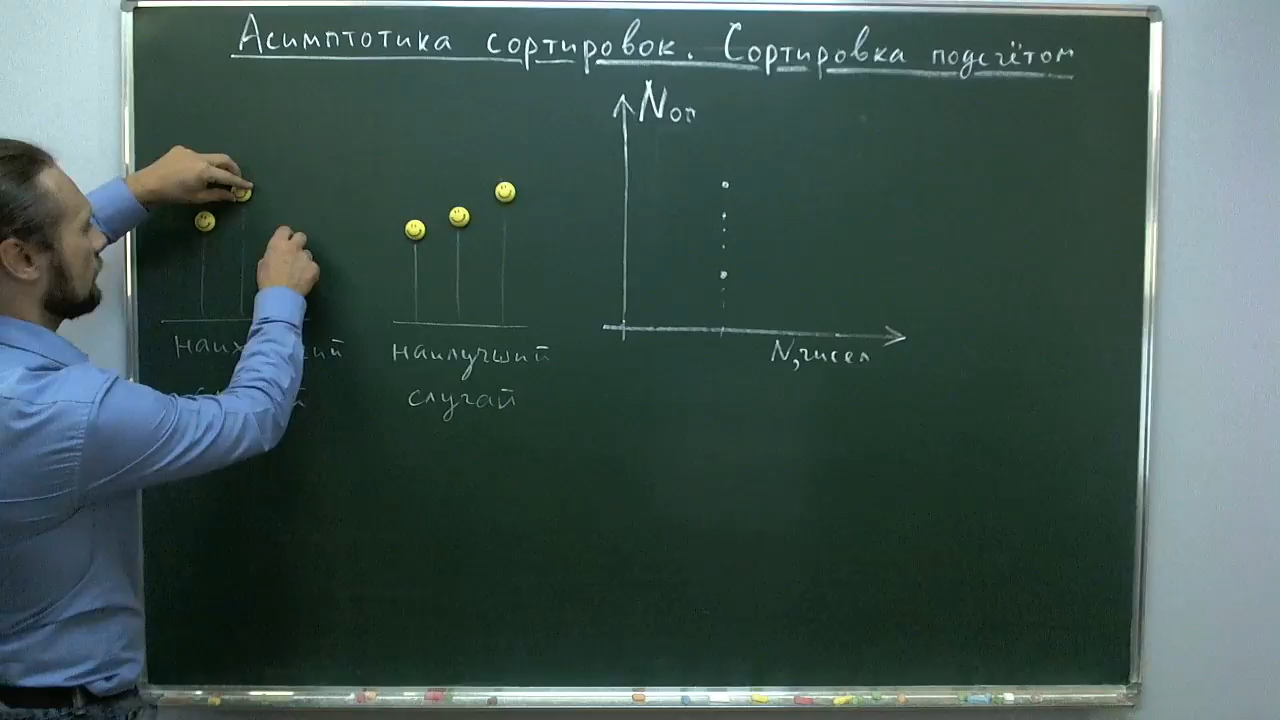 Асимптотика сортировок. Сортировка подсчётом
Nоп
наилучший
случай
N, чисел